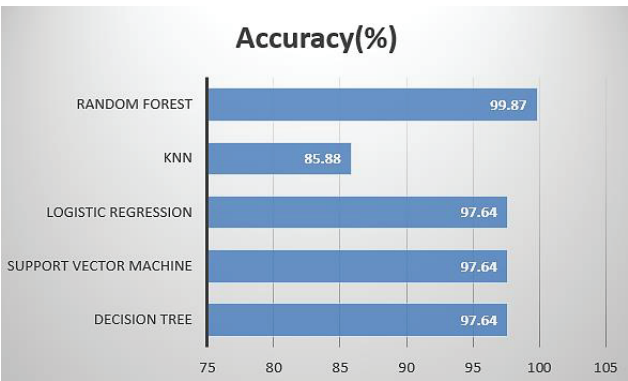 Accuracy(%)
RANDOM FOREST 99.87
KNN 85.88
LOGISTIC REGRESSION 97.64
SUPPORT VECTOR MACHINE 97.64
DECISION TREE 97.64
75 80 85 90 95 100 105